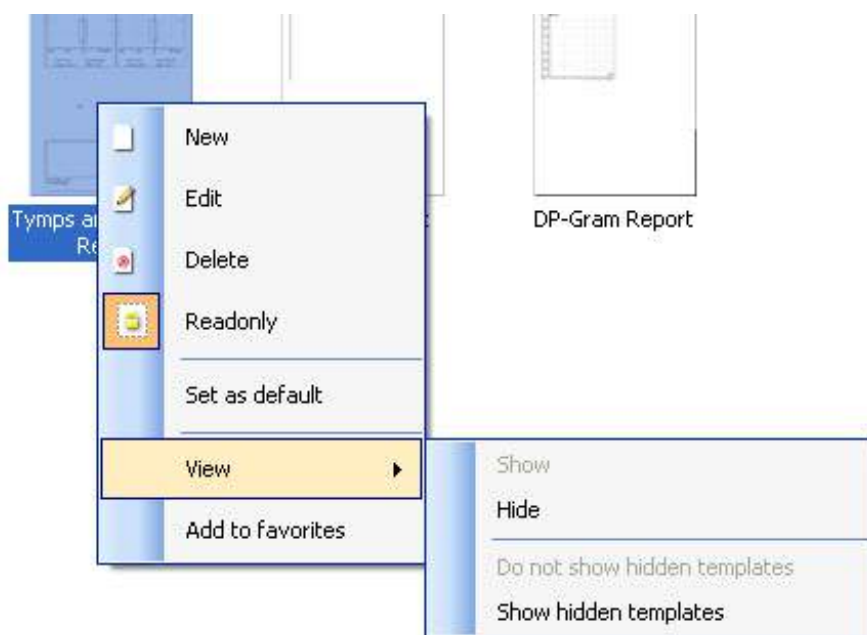 Tymps a
Re
DP-Gram Report
New
Edit
Delete
Readonly
Set as default
View
Add to favorites
Show
Hide
Do not show hidden templates
Show hidden templates